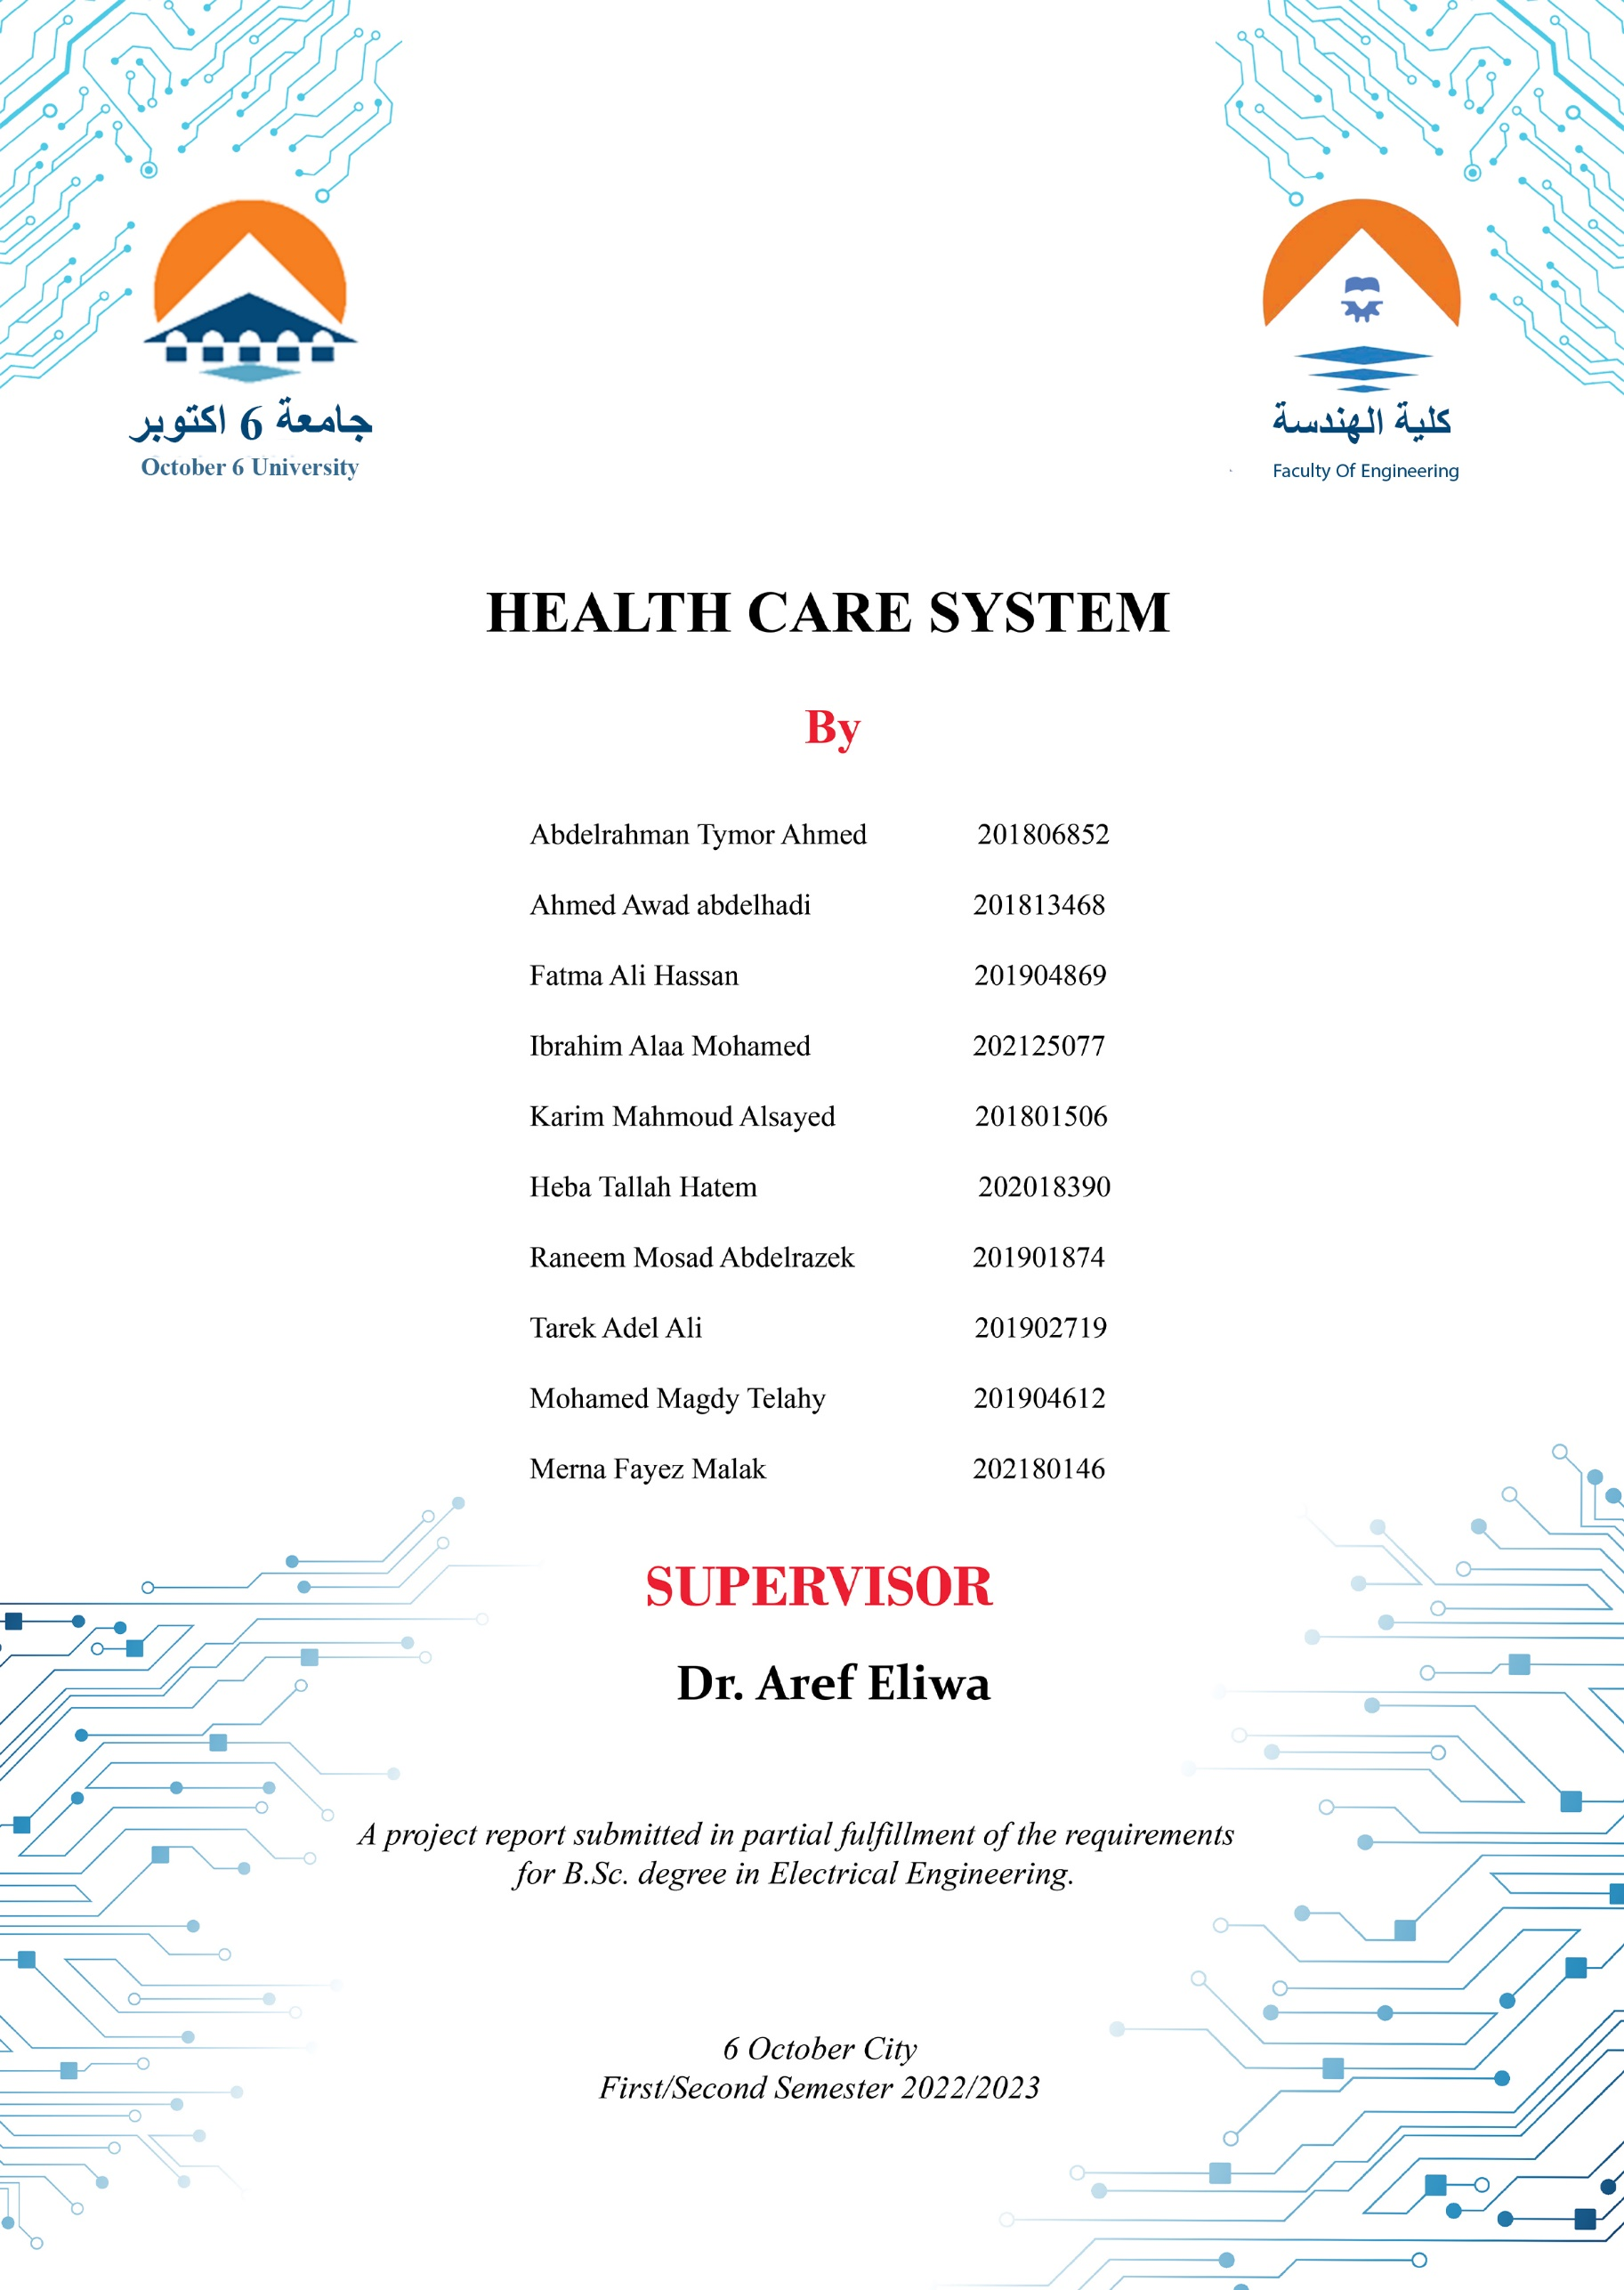 جامعة 6 اكتوبر
October 6 University
كلية الهندسة
Faculty Of Engineering
HEALTH CARE SYSTEM
By
Abdelrahman Tymor Ahmed 201806852
Ahmed Awad abdelhadi 201813468
Fatma Ali Hassan 201904869
Ibrahim Alaa Mohamed 202125077
Karim Mahmoud Alsayed 201801506
Heba Tallah Hatem 202018390
Raneem Mosad Abdelrazek 201901874
Tarek Adel Ali 201902719
Mohamed Magdy Telahy 201904612
Merna Fayez Malak 202180146
SUPERVISOR
Dr. Aref Eliwa
A project report submitted in partial fulfillment of the requirements
for B.Sc. degree in Electrical Engineering.
6 October City
First/Second Semester 2022/2023